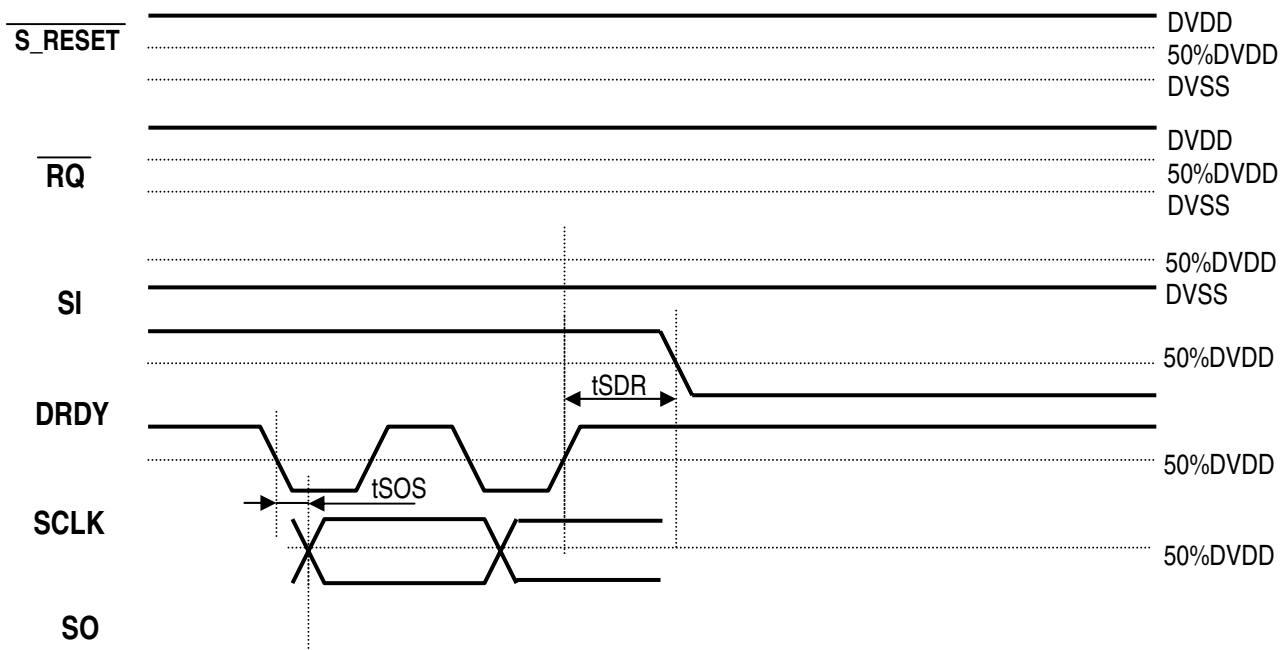 S_RESET
DVDD
50%DVDD
DVSS
RQ
DVDD
50%DVDD
DVSS
SI
50%DVDD
DVSS
50%DVDD
tSDR
DRDY
50%DVDD
tSOS
SCLK
50%DVDD
SO